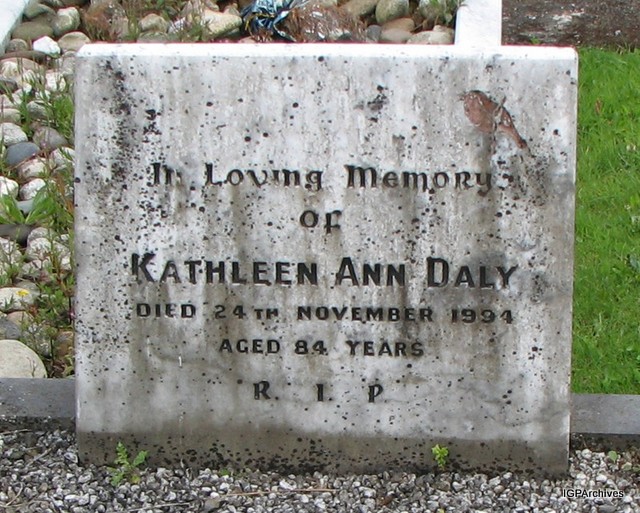 In Loving Memory
of
Kathleen Ann Daly
DIED 24TH NOVEMBER 1994
AGED 84 YEARS
R. I. P
IGPArchives